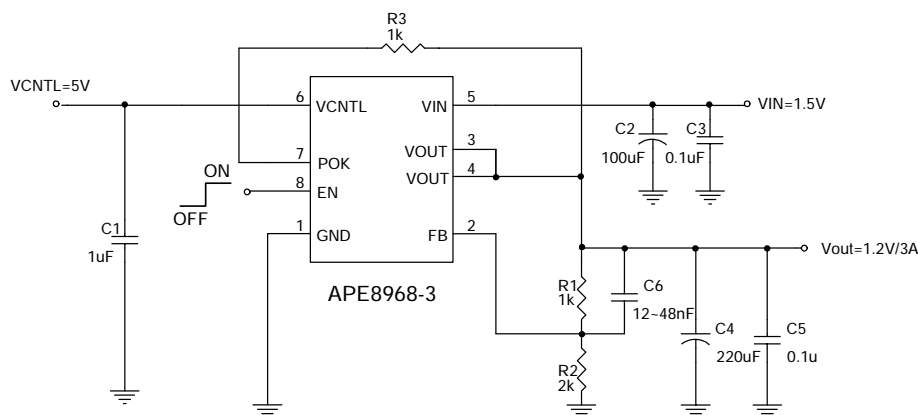 R3
1k
VCNTL=5V
6
VCNTL
VIN
5
VIN=1.5V
3
VOUT
C2
C3
100uF
0.1uF
7
POK
4
VOUT
ON
OFF
8
EN
C1
1uF
1
GND
FB
2
Vout=1.2V/3A
APE8968-3
R1
1k
C6
12~48nF
C4
220uF
C5
0.1u
R2
2k